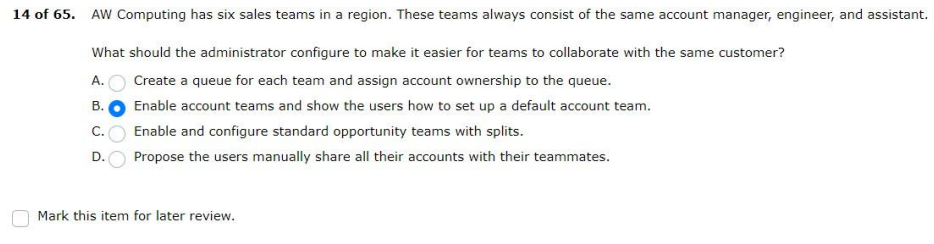 14 of 65. AW Computing has six sales teams in a region. These teams always consist of the same account manager, engineer, and assistant.
What should the administrator configure to make it easier for teams to collaborate with the same customer?
A. Create a queue for each team and assign account ownership to the queue.
B. Enable account teams and show the users how to set up a default account team.
C. Enable and configure standard opportunity teams with splits.
D. Propose the users manually share all their accounts with their teammates.
Mark this item for later review.